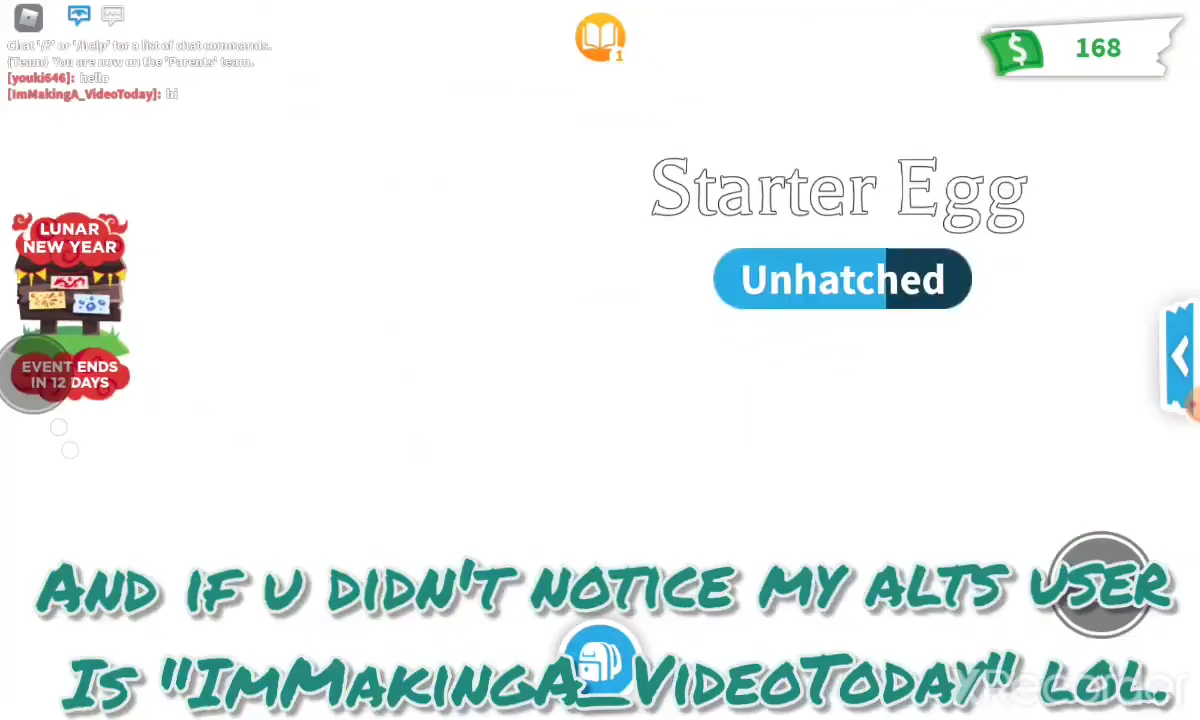 Chat '/?' or '/help' for a list of chat commands.
{Team} You are now on the 'Parents' team.
[youki646]: hello
[ImMakingA_VideoToday]: hi
1
168
Starter Egg
Unhatched
LUNAR
NEW YEAR
EVENT ENDS
IN 12 DAYS
And if u didn't notice my alts user
Is "ImMakingA_VideoToday" lol.
XRecorder